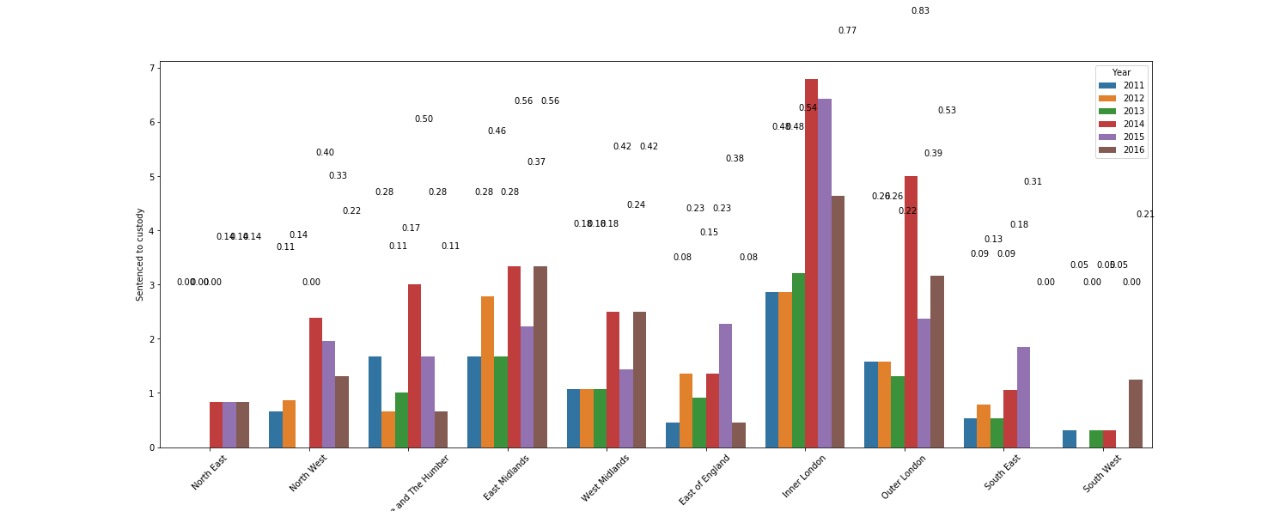 0.83
0.77
7
6
5
4
3
2
1
0
Sentenced to custody
Year
2011
2012
2013
2014
2015
2016
0.00 0.00 0.00 0.14 0.14 0.14
0.11 0.14 0.00 0.40 0.33 0.22
0.28 0.11 0.17 0.50 0.28 0.11
0.28 0.46 0.28 0.56 0.37 0.56
0.18 0.18 0.18 0.42 0.24 0.42
0.08 0.23 0.15 0.23 0.38 0.08
0.48 0.48 0.54
0.26 0.26 0.22 0.39 0.53
0.09 0.13 0.09 0.18 0.31 0.00
0.05 0.00 0.05 0.05 0.00 0.21
North East
North West
and The Humber
East Midlands
West Midlands
East of England
Inner London
Outer London
South East
South West